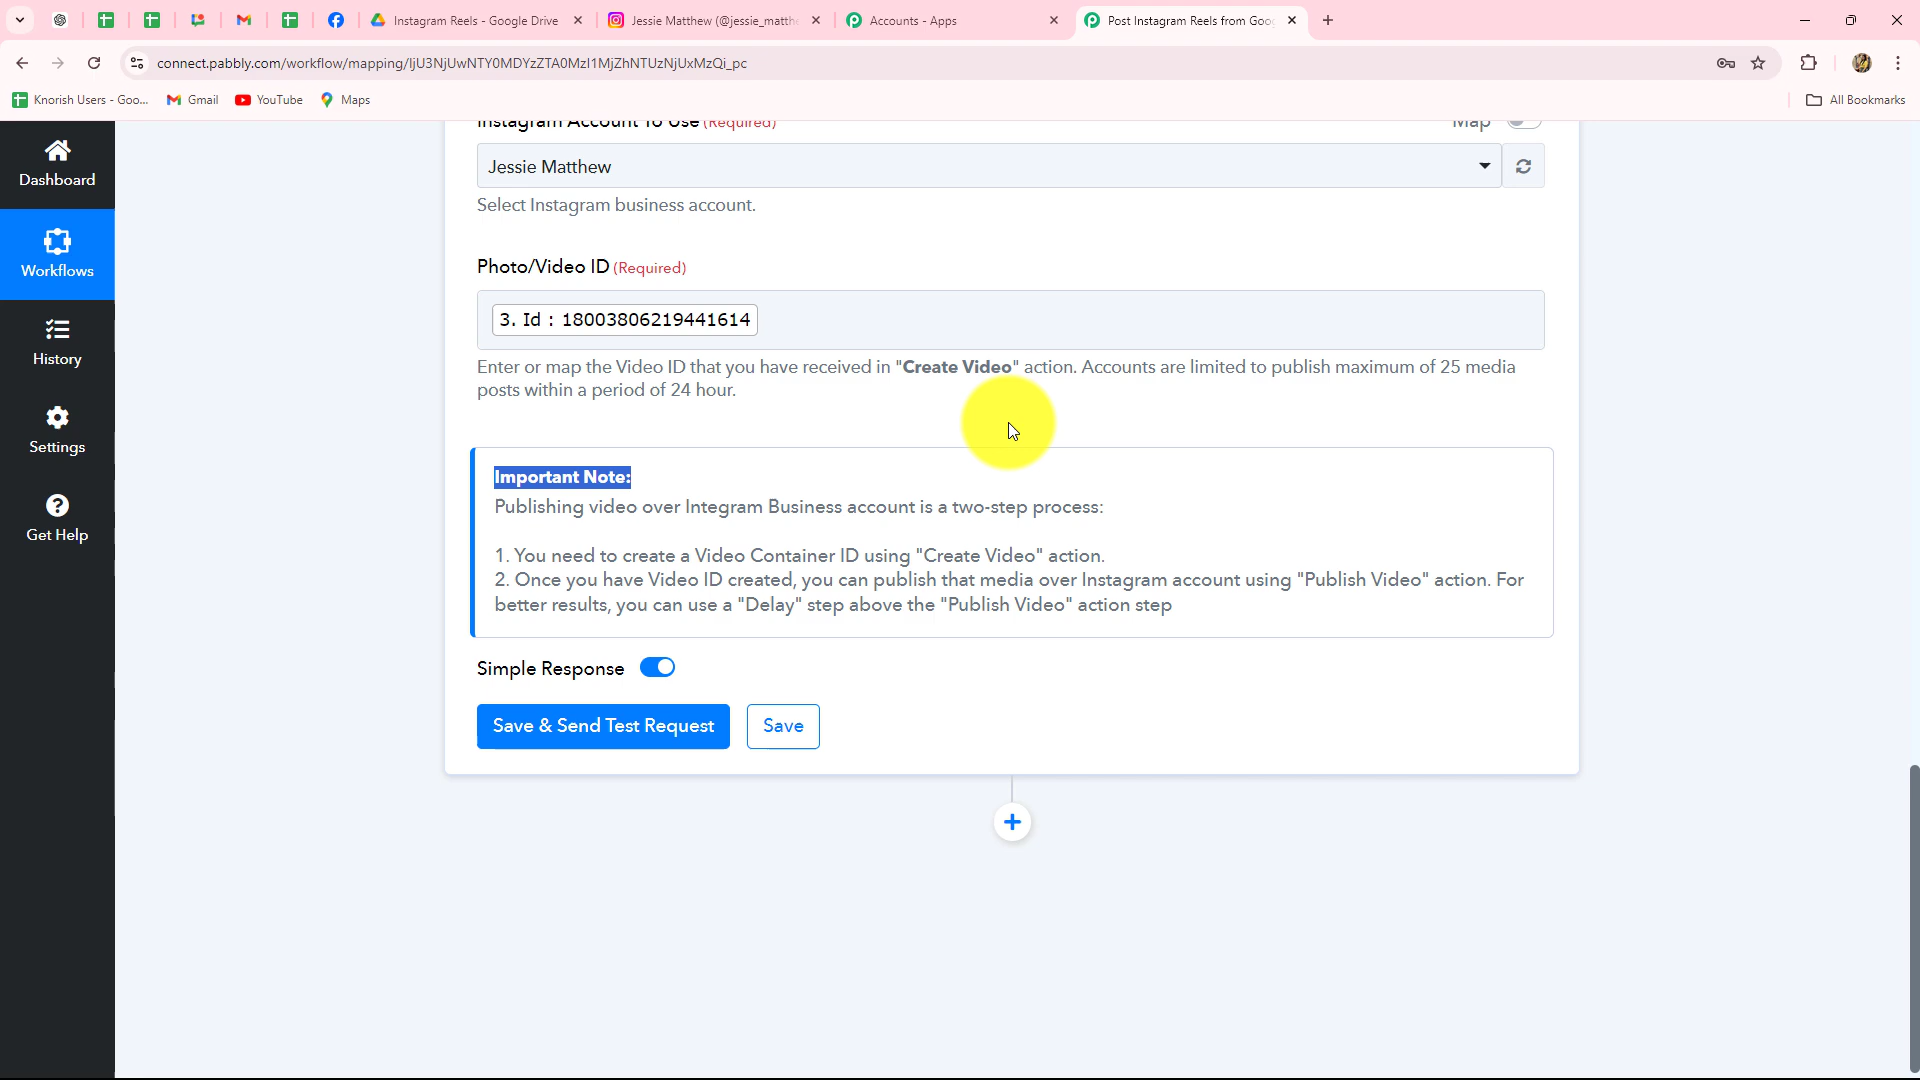 Instagram Reels - Google Drive
Jessie Matthew (@jessie_matth
Accounts - Apps
Post Instagram Reels from Goo
connect.pabbly.com/workflow/mapping/IjU3NjUwNTY0MDYzZTA0MzI1MjZhNTUzNjUxMzQi_pc
Knorish Users - Goo...
Gmail
YouTube
Maps
All Bookmarks
Dashboard
Workflows
History
Settings
Get Help
Instagram Account To Use (Required)
Map
Jessie Matthew
Select Instagram business account.
Photo/Video ID (Required)
3. Id : 18003806219441614
Enter or map the Video ID that you have received in "Create Video" action. Accounts are limited to publish maximum of 25 media
posts within a period of 24 hour.
Important Note:
Publishing video over Integram Business account is a two-step process:
1. You need to create a Video Container ID using "Create Video" action.
2. Once you have Video ID created, you can publish that media over Instagram account using "Publish Video" action. For
better results, you can use a "Delay" step above the "Publish Video" action step
Simple Response
Save & Send Test Request
Save